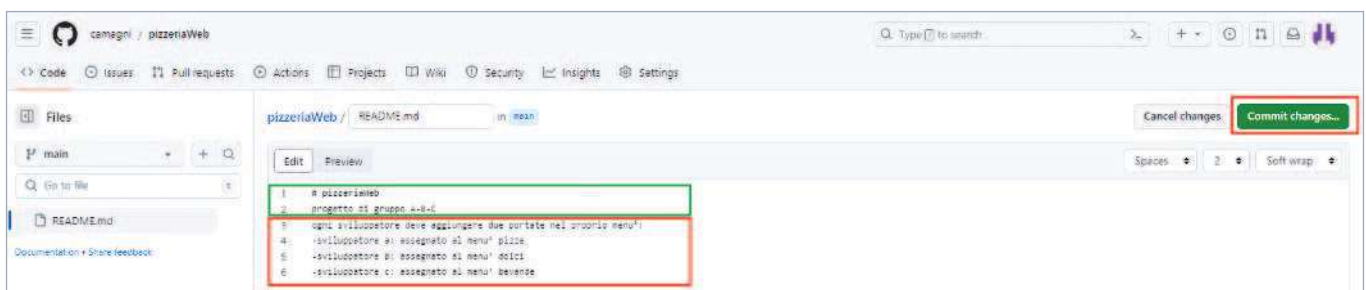 camagni / pizzeriaWeb
Type / to search
Code Issues Pull requests Actions Projects Wiki Security Insights Settings
Files
pizzeriaWeb / README.md in main
Cancel changes Commit changes...
main
Edit Preview
Spaces 2 Soft wrap
Go to file t
README.md
Documentation • Share feedback
1 # pizzeriaWeb
2 progetto di gruppo A-B-C
3 ogni sviluppatore deve aggiungere due portate nel proprio menu':
4 -sviluppatore a: assegnato al menu' pizze
5 -sviluppatore b: assegnato al menu' dolci
6 -sviluppatore c: assegnato al menu' bevande